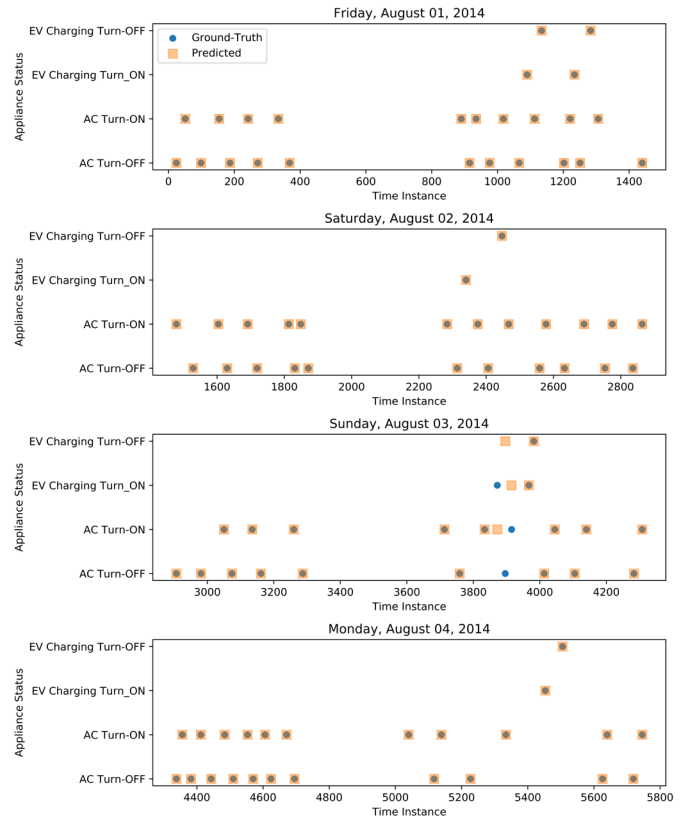 Friday, August 01, 2014
EV Charging Turn-OFF
EV Charging Turn_ON
AC Turn-ON
AC Turn-OFF
Appliance Status
Ground-Truth
Predicted
0 200 400 600 800 1000 1200 1400
Time Instance
Saturday, August 02, 2014
EV Charging Turn-OFF
EV Charging Turn_ON
AC Turn-ON
AC Turn-OFF
Appliance Status
1600 1800 2000 2200 2400 2600 2800
Time Instance
Sunday, August 03, 2014
EV Charging Turn-OFF
EV Charging Turn_ON
AC Turn-ON
AC Turn-OFF
Appliance Status
3000 3200 3400 3600 3800 4000 4200
Time Instance
Monday, August 04, 2014
EV Charging Turn-OFF
EV Charging Turn_ON
AC Turn-ON
AC Turn-OFF
Appliance Status
4400 4600 4800 5000 5200 5400 5600 5800
Time Instance